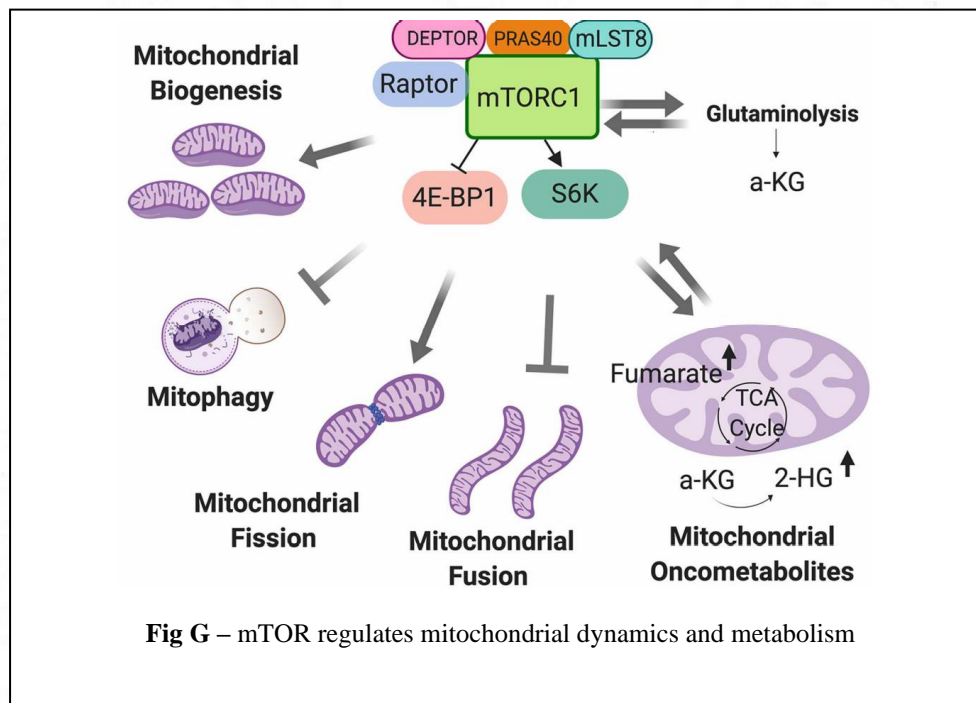 DEPTOR
PRAS40
mLST8
Raptor
mTORC1
Mitochondrial
Biogenesis
Glutaminolysis
a-KG
4E-BP1
S6K
Mitophagy
Mitochondrial
Fission
Mitochondrial
Fusion
Fumarate
TCA
Cycle
a-KG
2-HG
Mitochondrial
Oncometabolites
Fig G – mTOR regulates mitochondrial dynamics and metabolism